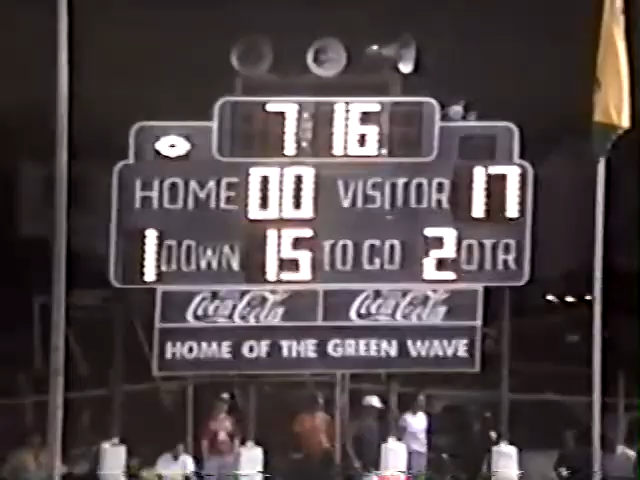 7:16
HOME 00 VISITOR 17
1 DOWN 15 TO GO 2 QTR
Coca-Cola Coca-Cola
HOME OF THE GREEN WAVE